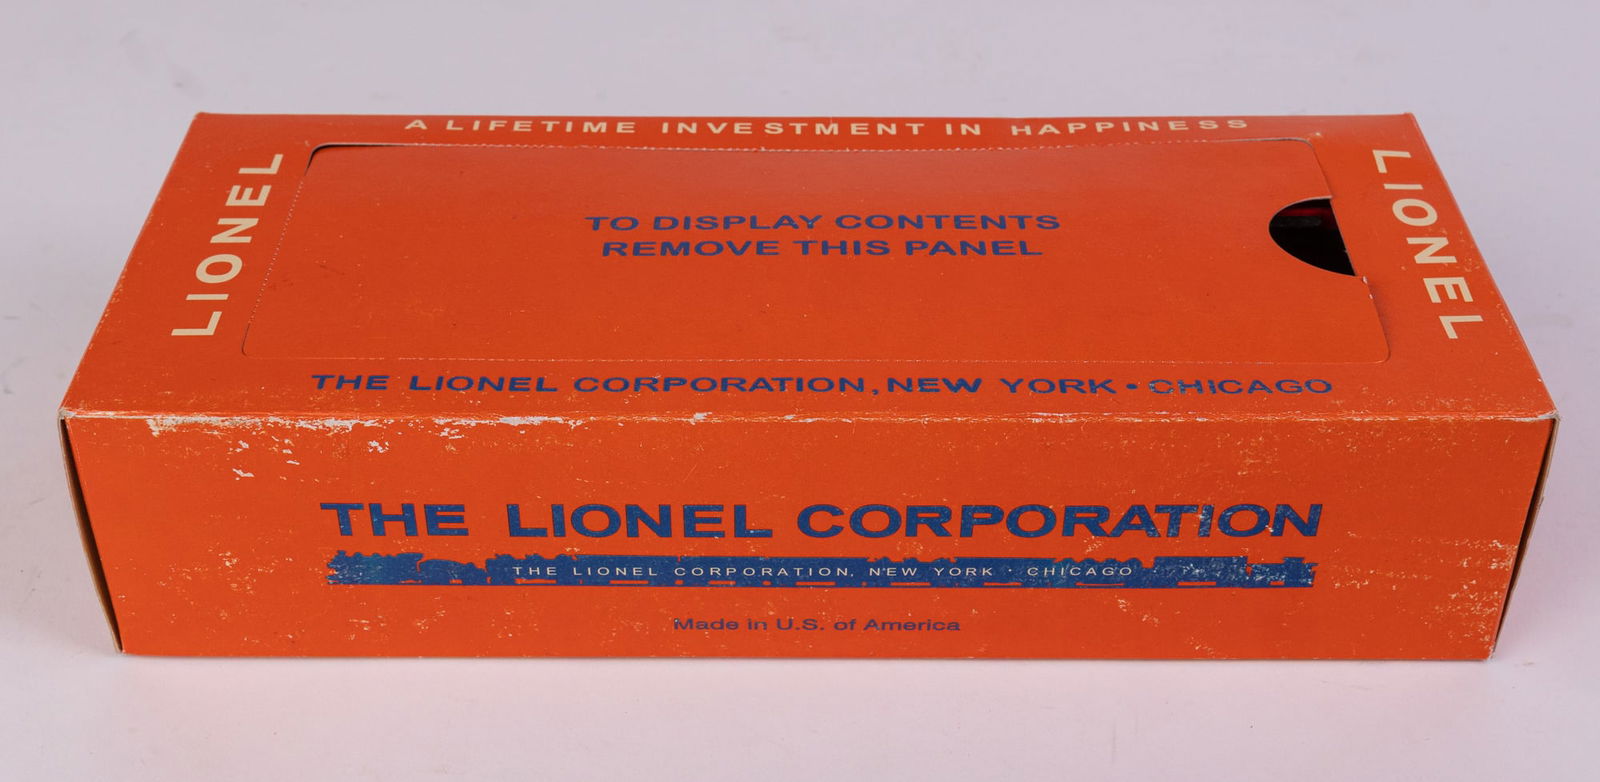 A LIFETIME INVESTMENT IN HAPPINESS
LIONEL
TO DISPLAY CONTENTS
REMOVE THIS PANEL
LIONEL
THE LIONEL CORPORATION, NEW YORK • CHICAGO
THE LIONEL CORPORATION
THE LIONEL CORPORATION, NEW YORK · CHICAGO
Made in U.S. of America